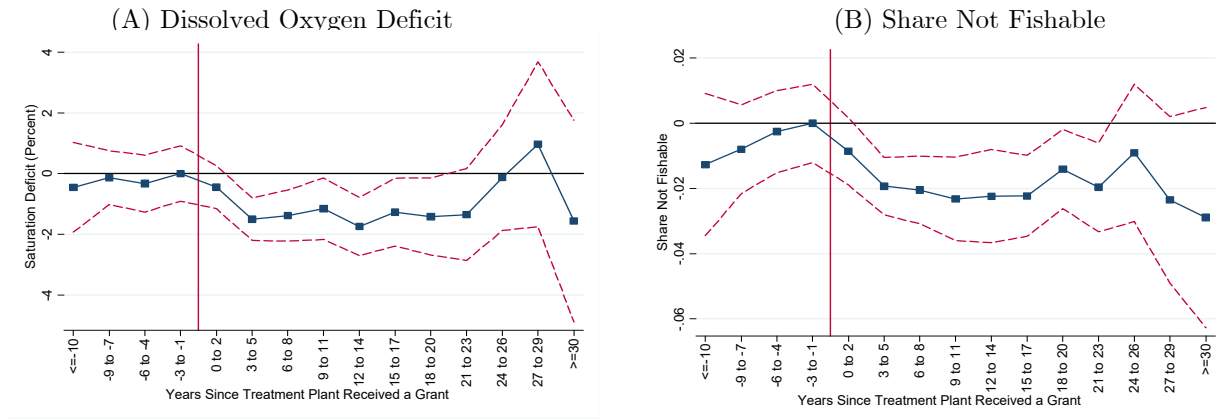 (A) Dissolved Oxygen Deficit
Saturation Deficit (Percent)
4
2
0
-2
-4
<=-10
-9 to -7
-6 to -4
-3 to -1
0 to 2
3 to 5
6 to 8
9 to 11
12 to 14
15 to 17
18 to 20
21 to 23
24 to 26
27 to 29
>=30
Years Since Treatment Plant Received a Grant
(B) Share Not Fishable
Share Not Fishable
.02
0
-.02
-.04
-.06
<=-10
-9 to -7
-6 to -4
-3 to -1
0 to 2
3 to 5
6 to 8
9 to 11
12 to 14
15 to 17
18 to 20
21 to 23
24 to 26
27 to 29
>=30
Years Since Treatment Plant Received a Grant